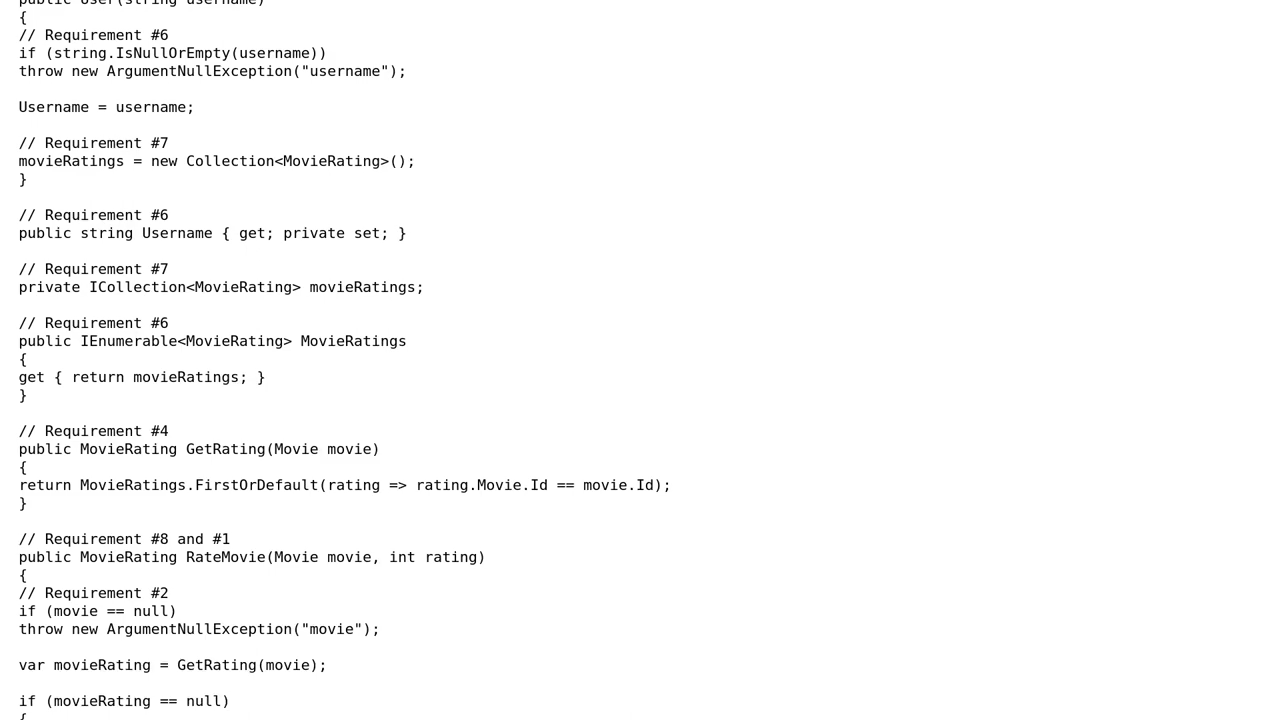 public User(string username)
{
// Requirement #6
if (string.IsNullOrEmpty(username))
throw new ArgumentNullException("username");

Username = username;

// Requirement #7
movieRatings = new Collection<MovieRating>();
}

// Requirement #6
public string Username { get; private set; }

// Requirement #7
private ICollection<MovieRating> movieRatings;

// Requirement #6
public IEnumerable<MovieRating> MovieRatings
{
get { return movieRatings; }
}

// Requirement #4
public MovieRating GetRating(Movie movie)
{
return MovieRatings.FirstOrDefault(rating => rating.Movie.Id == movie.Id);
}

// Requirement #8 and #1
public MovieRating RateMovie(Movie movie, int rating)
{
// Requirement #2
if (movie == null)
throw new ArgumentNullException("movie");

var movieRating = GetRating(movie);

if (movieRating == null)
{